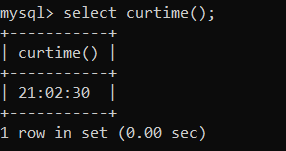 mysql> select curtime();
+-----------+
| curtime() |
+-----------+
| 21:02:30  |
+-----------+
1 row in set (0.00 sec)